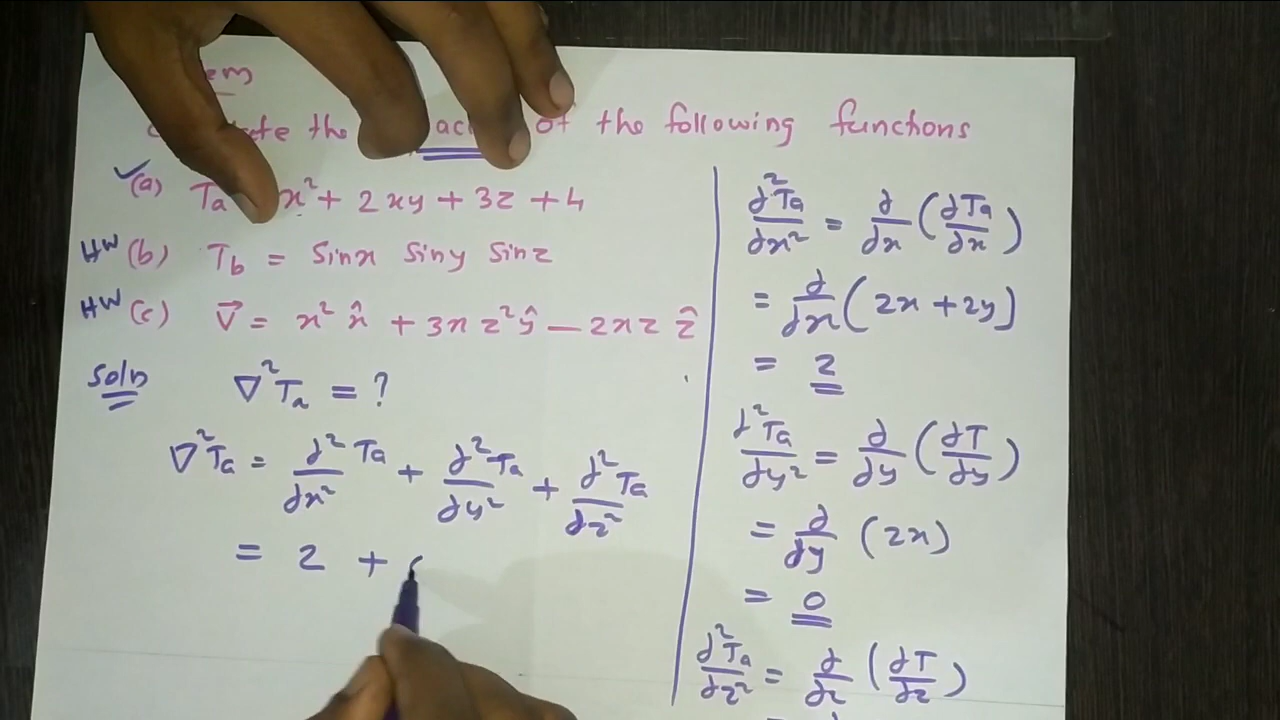 the of the following functions
✓(a) Ta x² + 2xy + 3z + 4
HW (b) T_b = Sinx Siny Sinz
HW (c) V⃗ = x² x̂ + 3x z² ŷ − 2xz ẑ
Soln ∇²Ta = ?
∇²Ta = ∂²Ta/∂x² + ∂²Ta/∂y² + ∂²Ta/∂z²
= 2 +
∂²Ta/∂x² = ∂/∂x (∂Ta/∂x)
= ∂/∂x (2x + 2y)
= 2
∂²Ta/∂y² = ∂/∂y (∂T/∂y)
= ∂/∂y (2x)
= 0
∂²Ta/∂z² = ∂/∂z (∂T/∂z)